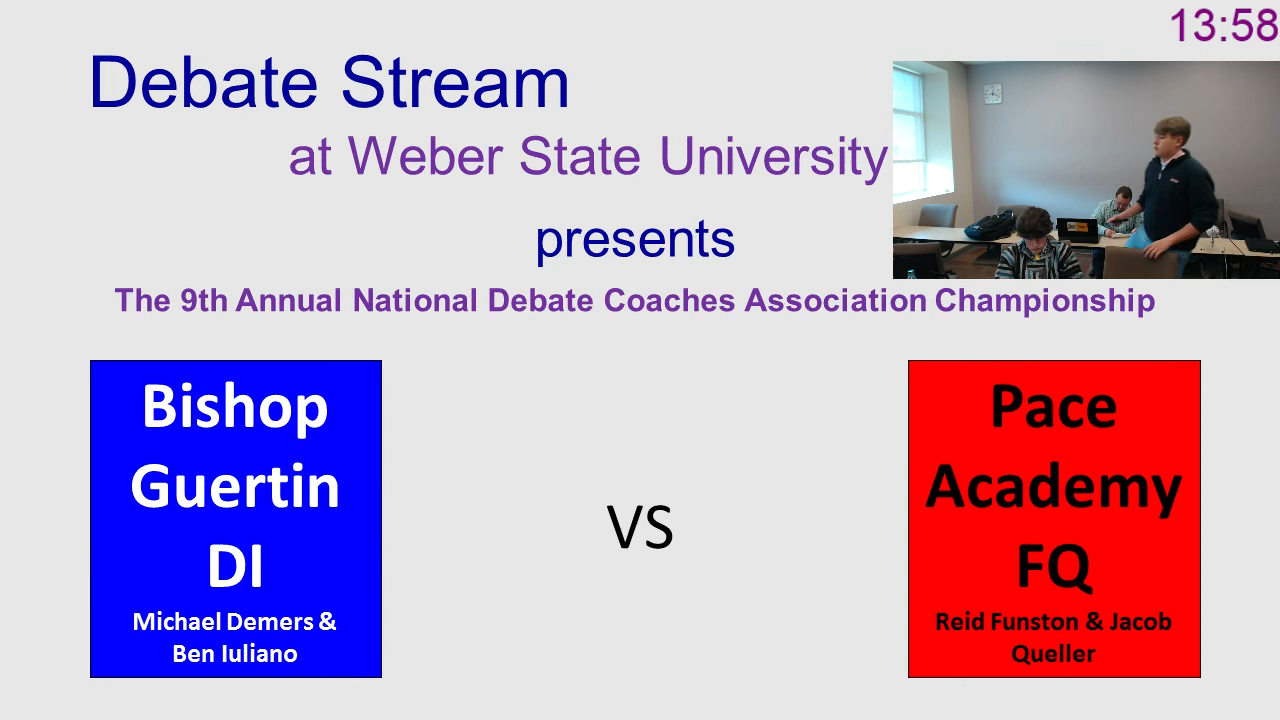 13:58
Debate Stream
at Weber State University
presents
The 9th Annual National Debate Coaches Association Championship
Bishop
Guertin
DI
Michael Demers &
Ben Iuliano
VS
Pace
Academy
FQ
Reid Funston & Jacob
Queller